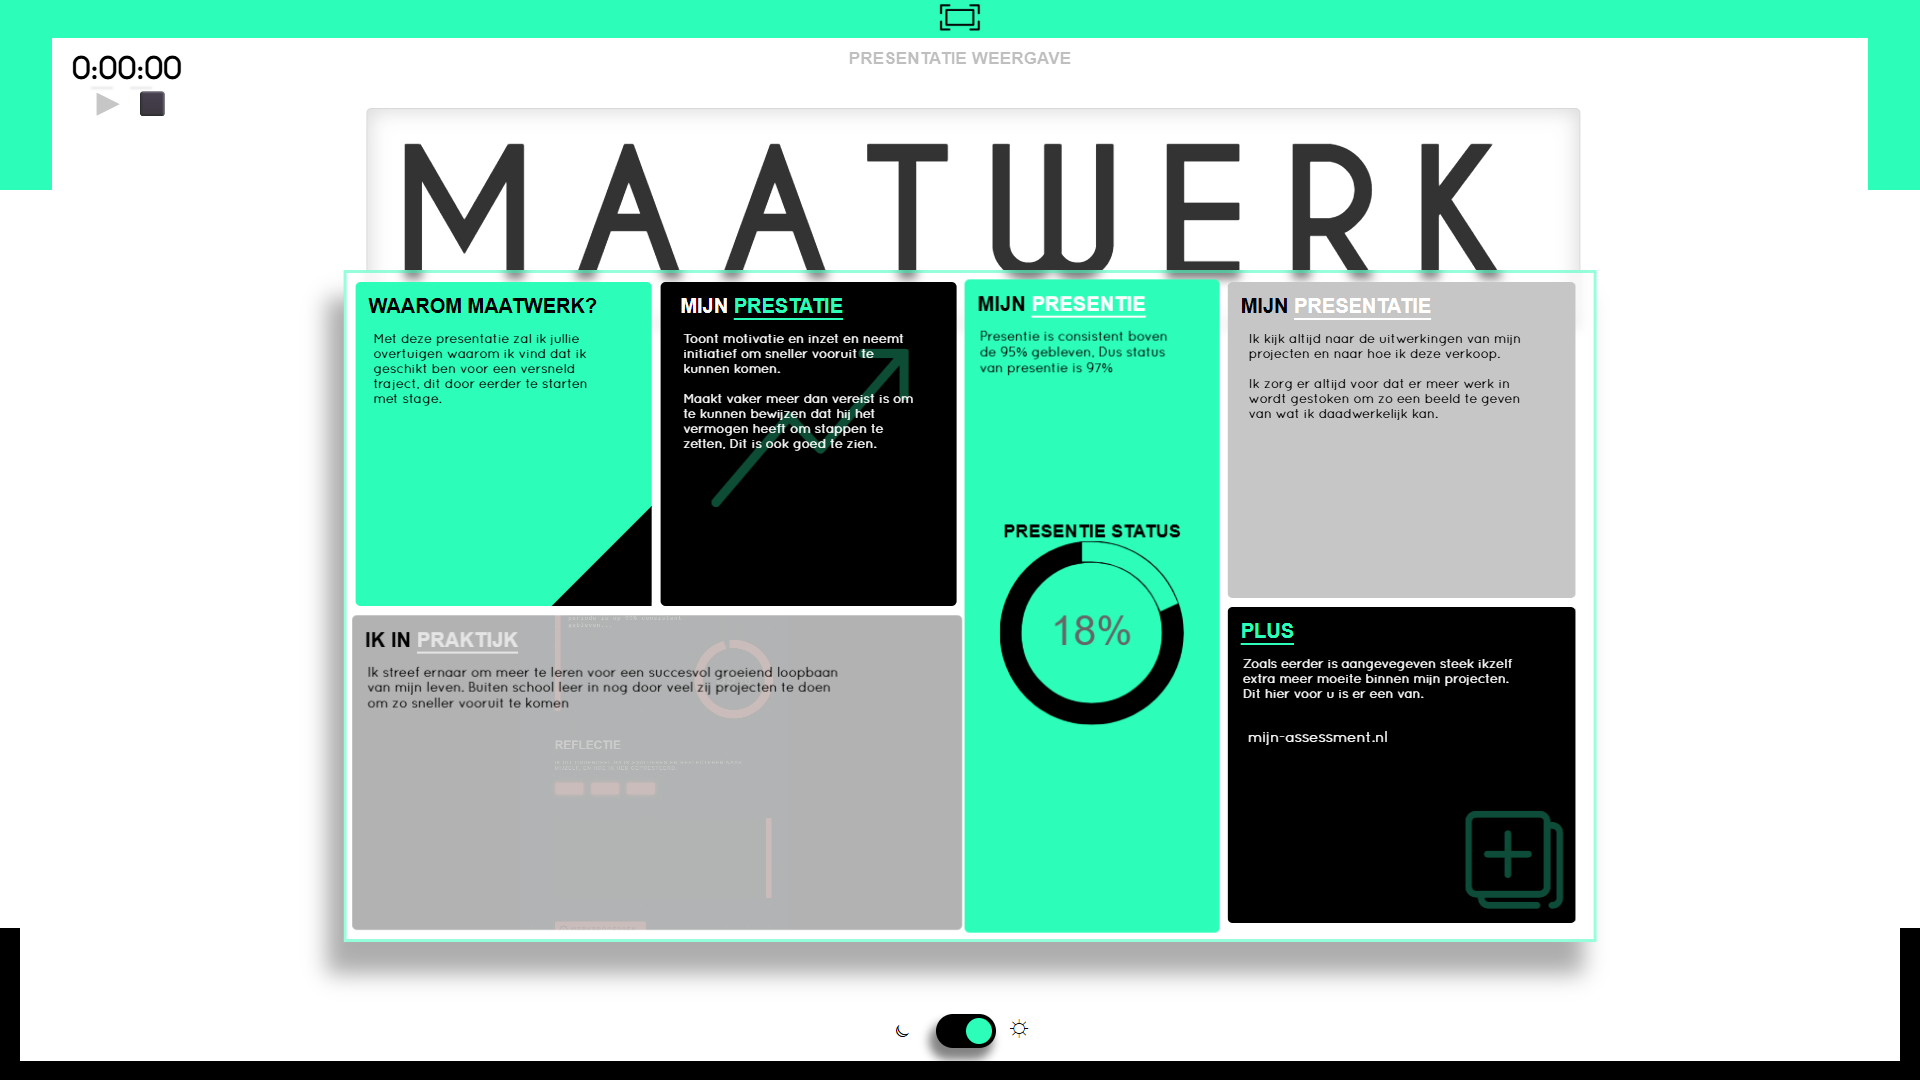 0:00:00
PRESENTATIE WEERGAVE
MAATWERK
WAAROM MAATWERK?
Met deze presentatie zal ik jullie
overtuigen waarom ik vind dat ik
geschikt ben voor een versneld
traject, dit door eerder te starten
met stage.
MIJN PRESTATIE
Toont motivatie en inzet en neemt
initiatief om sneller vooruit te
kunnen komen.
Maakt vaker meer dan vereist is om
te kunnen bewijzen dat hij het
vermogen heeft om stappen te
zetten, Dit is ook goed te zien.
MIJN PRESENTIE
Presentie is consistent boven
de 95% gebleven, Dus status
van presentie is 97%
PRESENTIE STATUS
18%
MIJN PRESENTATIE
Ik kijk altijd naar de uitwerkingen van mijn
projecten en naar hoe ik deze verkoop.
Ik zorg er altijd voor dat er meer werk in
wordt gestoken om zo een beeld te geven
van wat ik daadwerkelijk kan.
IK IN PRAKTIJK
Ik streef ernaar om meer te leren voor een succesvol groeiend loopbaan
van mijn leven. Buiten school leer in nog door veel zij projecten te doen
om zo sneller vooruit te komen
REFLECTIE
PLUS
Zoals eerder is aangevegeven steek ikzelf
extra meer moeite binnen mijn projecten.
Dit hier voor u is er een van.
mijn-assessment.nl